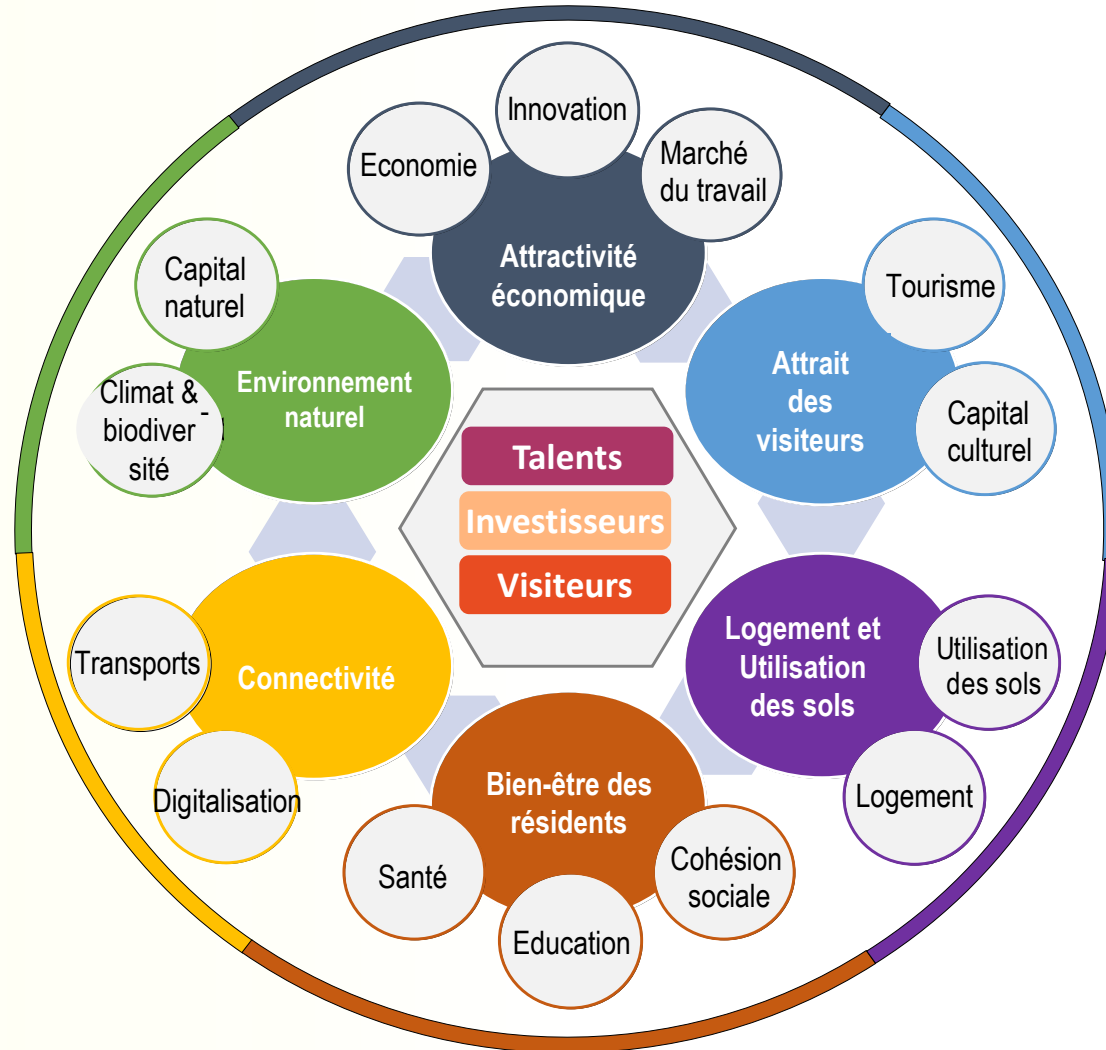 Innovation
Economie
Marché
du travail
Attractivité
économique
Capital
naturel
Climat &
biodiver -
sité
Environnement
naturel
Tourisme
Capital
culturel
Attrait
des
visiteurs
Talents
Investisseurs
Visiteurs
Transports
Digitalisation
Connectivité
Logement et
Utilisation
des sols
Utilisation
des sols
Logement
Bien-être des
résidents
Santé
Education
Cohésion
sociale